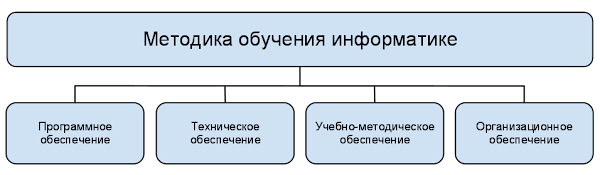 Методика обучения информатике
Программное
обеспечение
Техническое
обеспечение
Учебно-методическое
обеспечение
Организационное
обеспечение